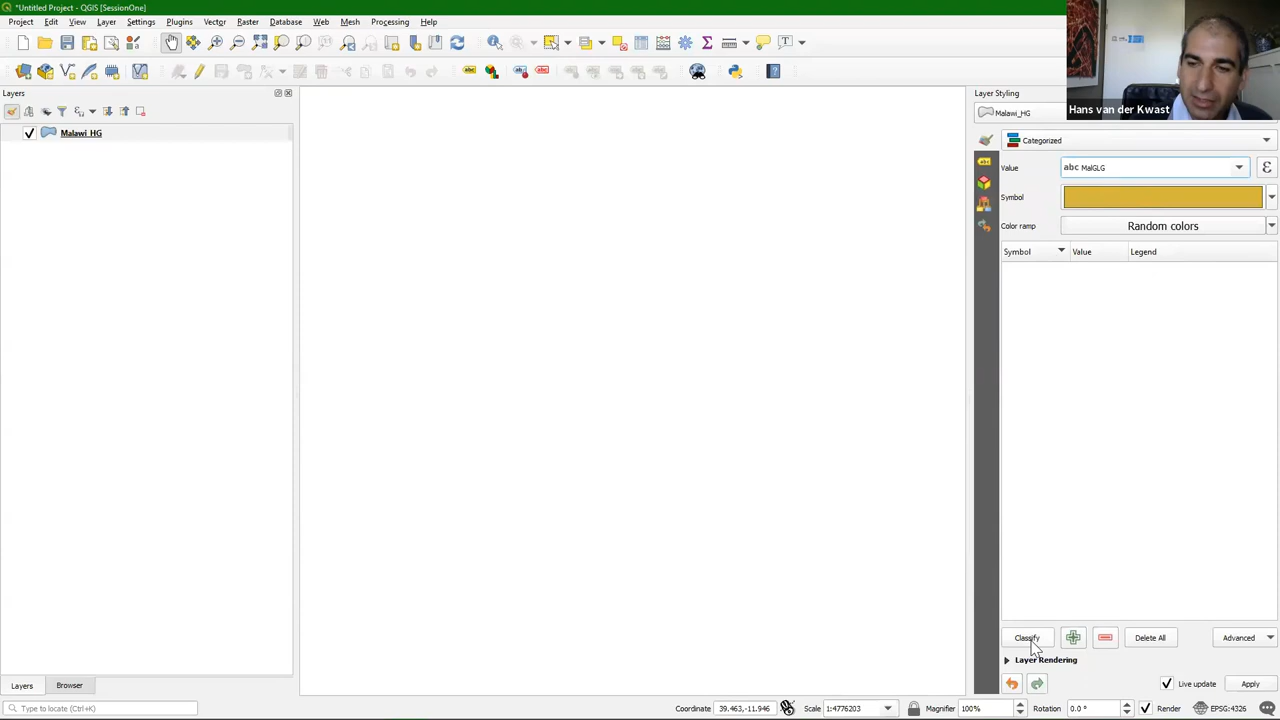 *Untitled Project - QGIS [SessionOne]
Project Edit View Layer Settings Plugins Vector Raster Database Web Mesh Processing Help
Layers
Malawi_HG
Layers Browser
Layer Styling
Malawi_HG
Hans van der Kwast
Categorized
Value abc MalGLG ε
Symbol
Color ramp Random colors
Symbol Value Legend
Classify Delete All Advanced
Layer Rendering
Live update Apply
Type to locate (Ctrl+K) Coordinate 39.463,-11.946 Scale 1:4776203 Magnifier 100% Rotation 0.0 ° Render EPSG:4326